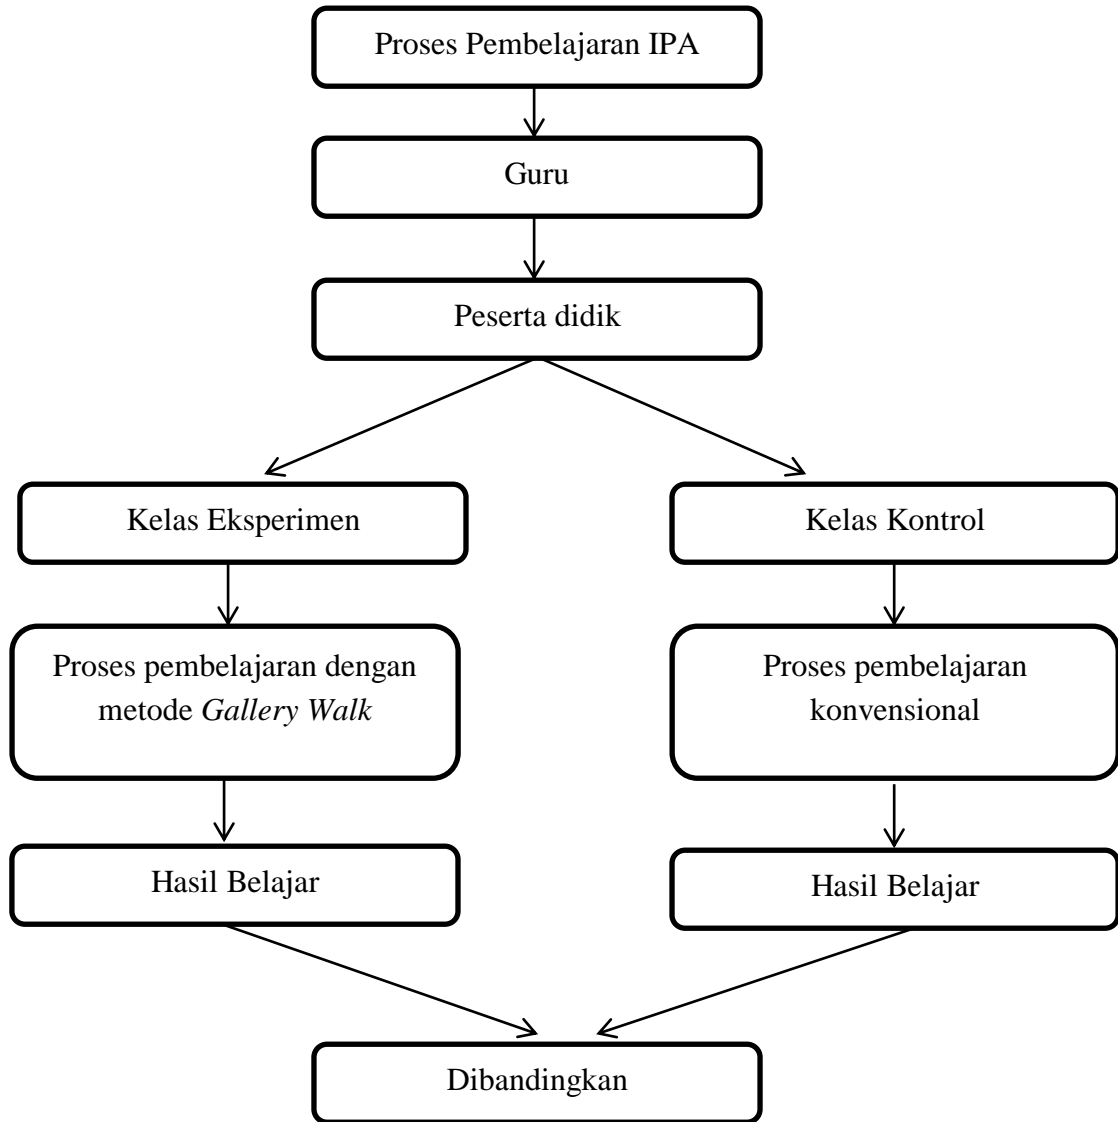 Proses Pembelajaran IPA
Guru
Peserta didik
Kelas Eksperimen
Kelas Kontrol
Proses pembelajaran dengan
metode Gallery Walk
Proses pembelajaran
konvensional
Hasil Belajar
Hasil Belajar
Dibandingkan